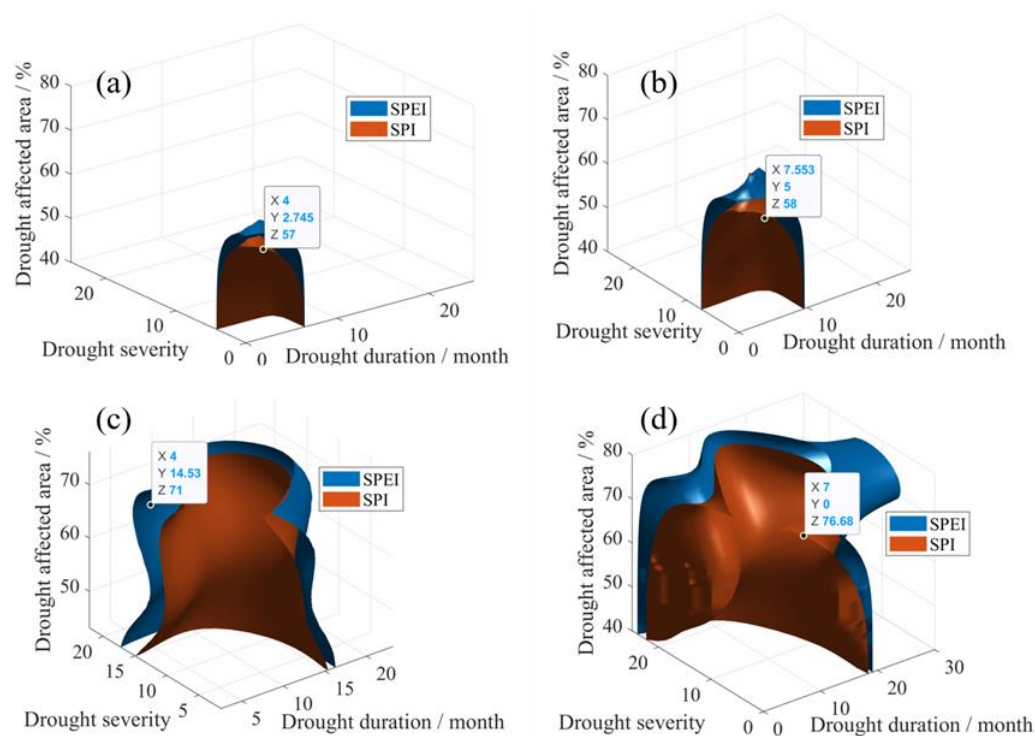 (a)
Drought affected area / %
80
70
60
50
40
SPEI
SPI
X 4
Y 2.745
Z 57
20
10
0
0
10
20
Drought severity
Drought duration / month
(b)
Drought affected area / %
80
70
60
50
40
SPEI
SPI
X 7.553
Y 5
Z 58
20
10
0
0
10
20
Drought severity
Drought duration / month
(c)
Drought affected area / %
70
60
50
SPEI
SPI
X 4
Y 14.53
Z 71
20
15
10
5
5
10
15
20
Drought severity
Drought duration / month
(d)
Drought affected area / %
80
70
60
50
40
SPEI
SPI
X 7
Y 0
Z 76.68
20
10
0
0
10
20
30
Drought severity
Drought duration / month